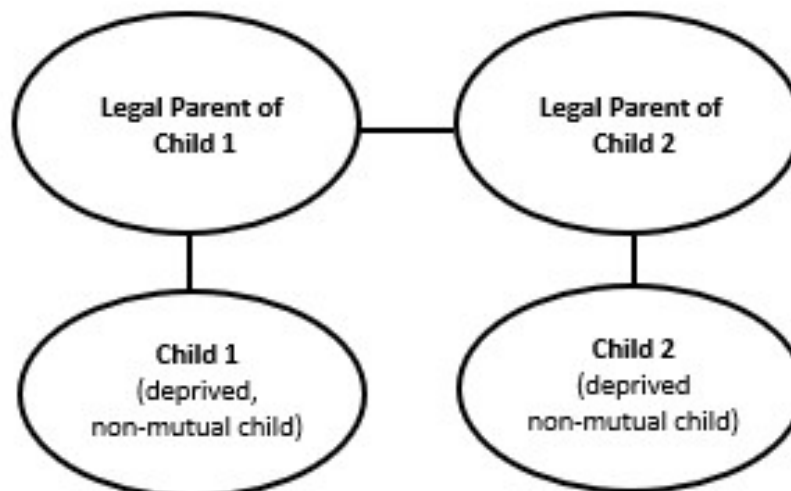 Legal Parent of
Child 1
Legal Parent of
Child 2
Child 1
(deprived,
non-mutual child)
Child 2
(deprived
non-mutual child)